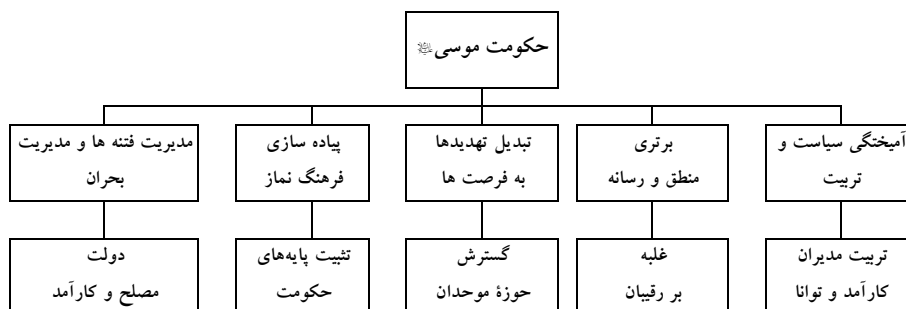 حکومت موسی؏
آمیختگی سیاست و
تربیت
برتری
منطق و رسانه
تبدیل تهدیدها
به فرصت ها
پیاده سازی
فرهنگ نماز
مدیریت فتنه ها و مدیریت
بحران
تربیت مدیران
کارآمد و توانا
غلبه
بر رقیبان
گسترش
حوزۀ موحدان
تثبیت پایه‌های
حکومت
دولت
مصلح و کارآمد